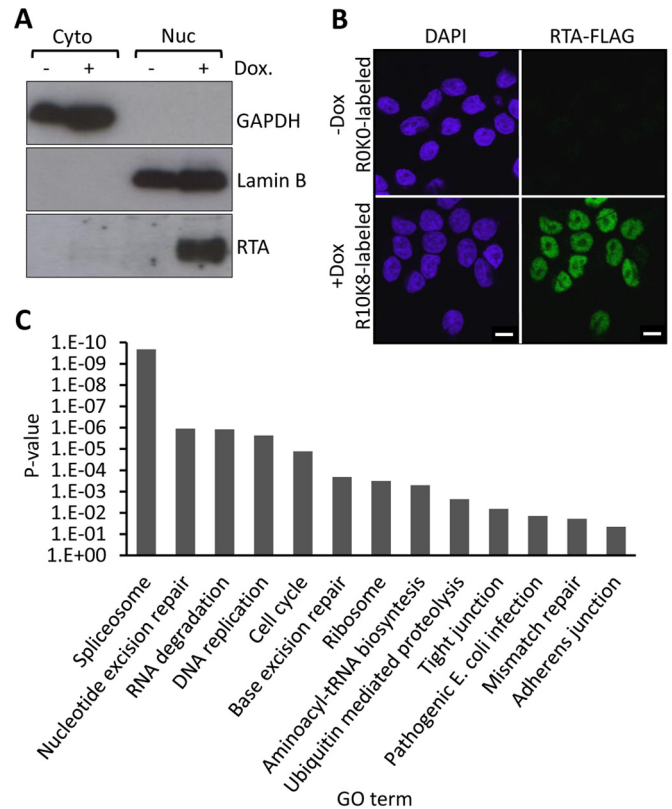 A
Cyto Nuc
- + - + Dox.
GAPDH
Lamin B
RTA
B
DAPI RTA-FLAG
-Dox
R0K0-labeled
+Dox
R10K8-labeled
C
P-value
1.E-10
1.E-09
1.E-08
1.E-07
1.E-06
1.E-05
1.E-04
1.E-03
1.E-02
1.E-01
1.E+00
Spliceosome
Nucleotide excision repair
RNA degradation
DNA replication
Cell cycle
Base excision repair
Ribosome
Aminoacyl-tRNA biosyntesis
Ubiquitin mediated proteolysis
Tight junction
Pathogenic E. coli infection
Mismatch repair
Adherens junction
GO term